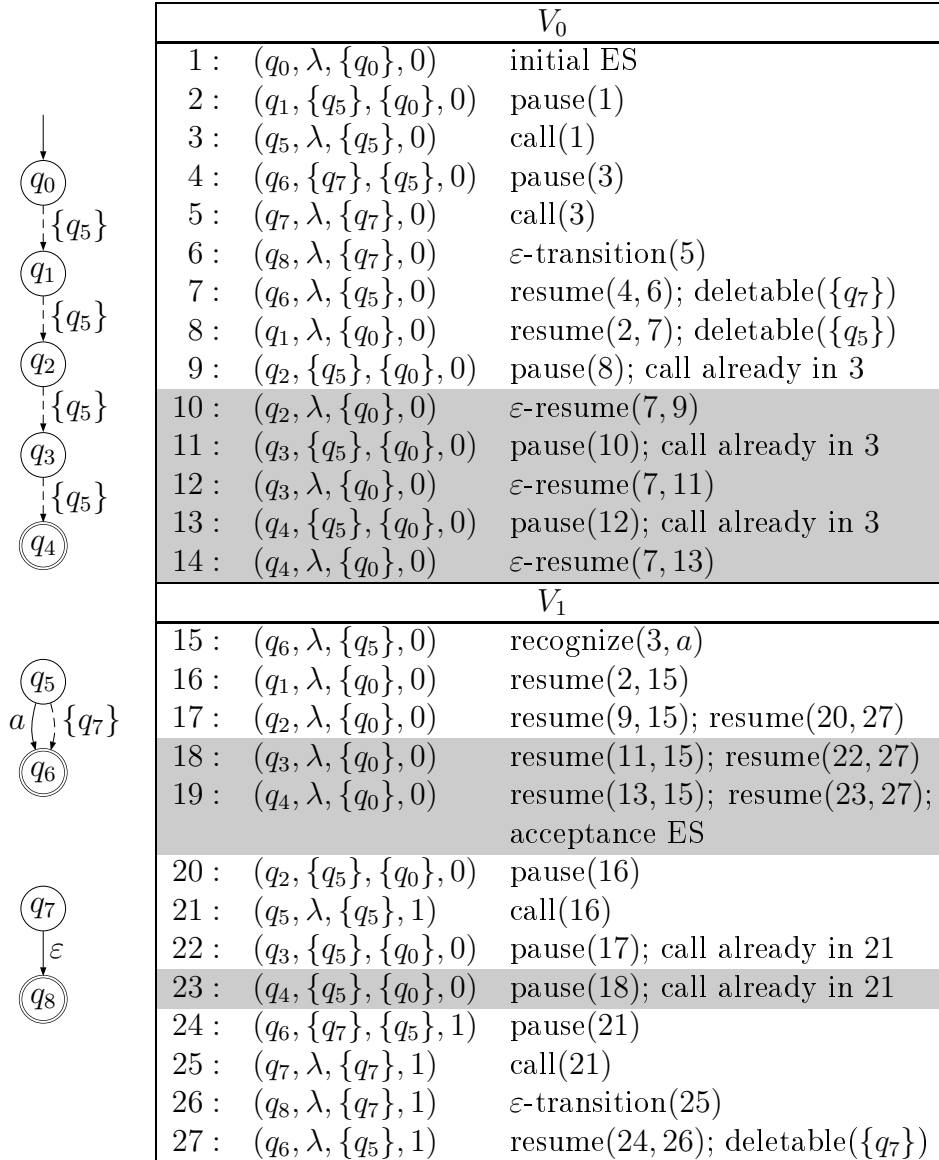 V₀
1 : (q₀, λ, {q₀}, 0) initial ES
2 : (q₁, {q₅}, {q₀}, 0) pause(1)
3 : (q₅, λ, {q₅}, 0) call(1)
4 : (q₆, {q₇}, {q₅}, 0) pause(3)
5 : (q₇, λ, {q₇}, 0) call(3)
6 : (q₈, λ, {q₇}, 0) ε-transition(5)
7 : (q₆, λ, {q₅}, 0) resume(4, 6); deletable({q₇})
8 : (q₁, λ, {q₀}, 0) resume(2, 7); deletable({q₅})
9 : (q₂, {q₅}, {q₀}, 0) pause(8); call already in 3
10 : (q₂, λ, {q₀}, 0) ε-resume(7, 9)
11 : (q₃, {q₅}, {q₀}, 0) pause(10); call already in 3
12 : (q₃, λ, {q₀}, 0) ε-resume(7, 11)
13 : (q₄, {q₅}, {q₀}, 0) pause(12); call already in 3
14 : (q₄, λ, {q₀}, 0) ε-resume(7, 13)
V₁
15 : (q₆, λ, {q₅}, 0) recognize(3, a)
16 : (q₁, λ, {q₀}, 0) resume(2, 15)
17 : (q₂, λ, {q₀}, 0) resume(9, 15); resume(20, 27)
18 : (q₃, λ, {q₀}, 0) resume(11, 15); resume(22, 27)
19 : (q₄, λ, {q₀}, 0) resume(13, 15); resume(23, 27);
acceptance ES
20 : (q₂, {q₅}, {q₀}, 0) pause(16)
21 : (q₅, λ, {q₅}, 1) call(16)
22 : (q₃, {q₅}, {q₀}, 0) pause(17); call already in 21
23 : (q₄, {q₅}, {q₀}, 0) pause(18); call already in 21
24 : (q₆, {q₇}, {q₅}, 1) pause(21)
25 : (q₇, λ, {q₇}, 1) call(21)
26 : (q₈, λ, {q₇}, 1) ε-transition(25)
27 : (q₆, λ, {q₅}, 1) resume(24, 26); deletable({q₇})
q₀
{q₅}
q₁
{q₅}
q₂
{q₅}
q₃
{q₅}
q₄
q₅
a {q₇}
q₆
q₇
ε
q₈